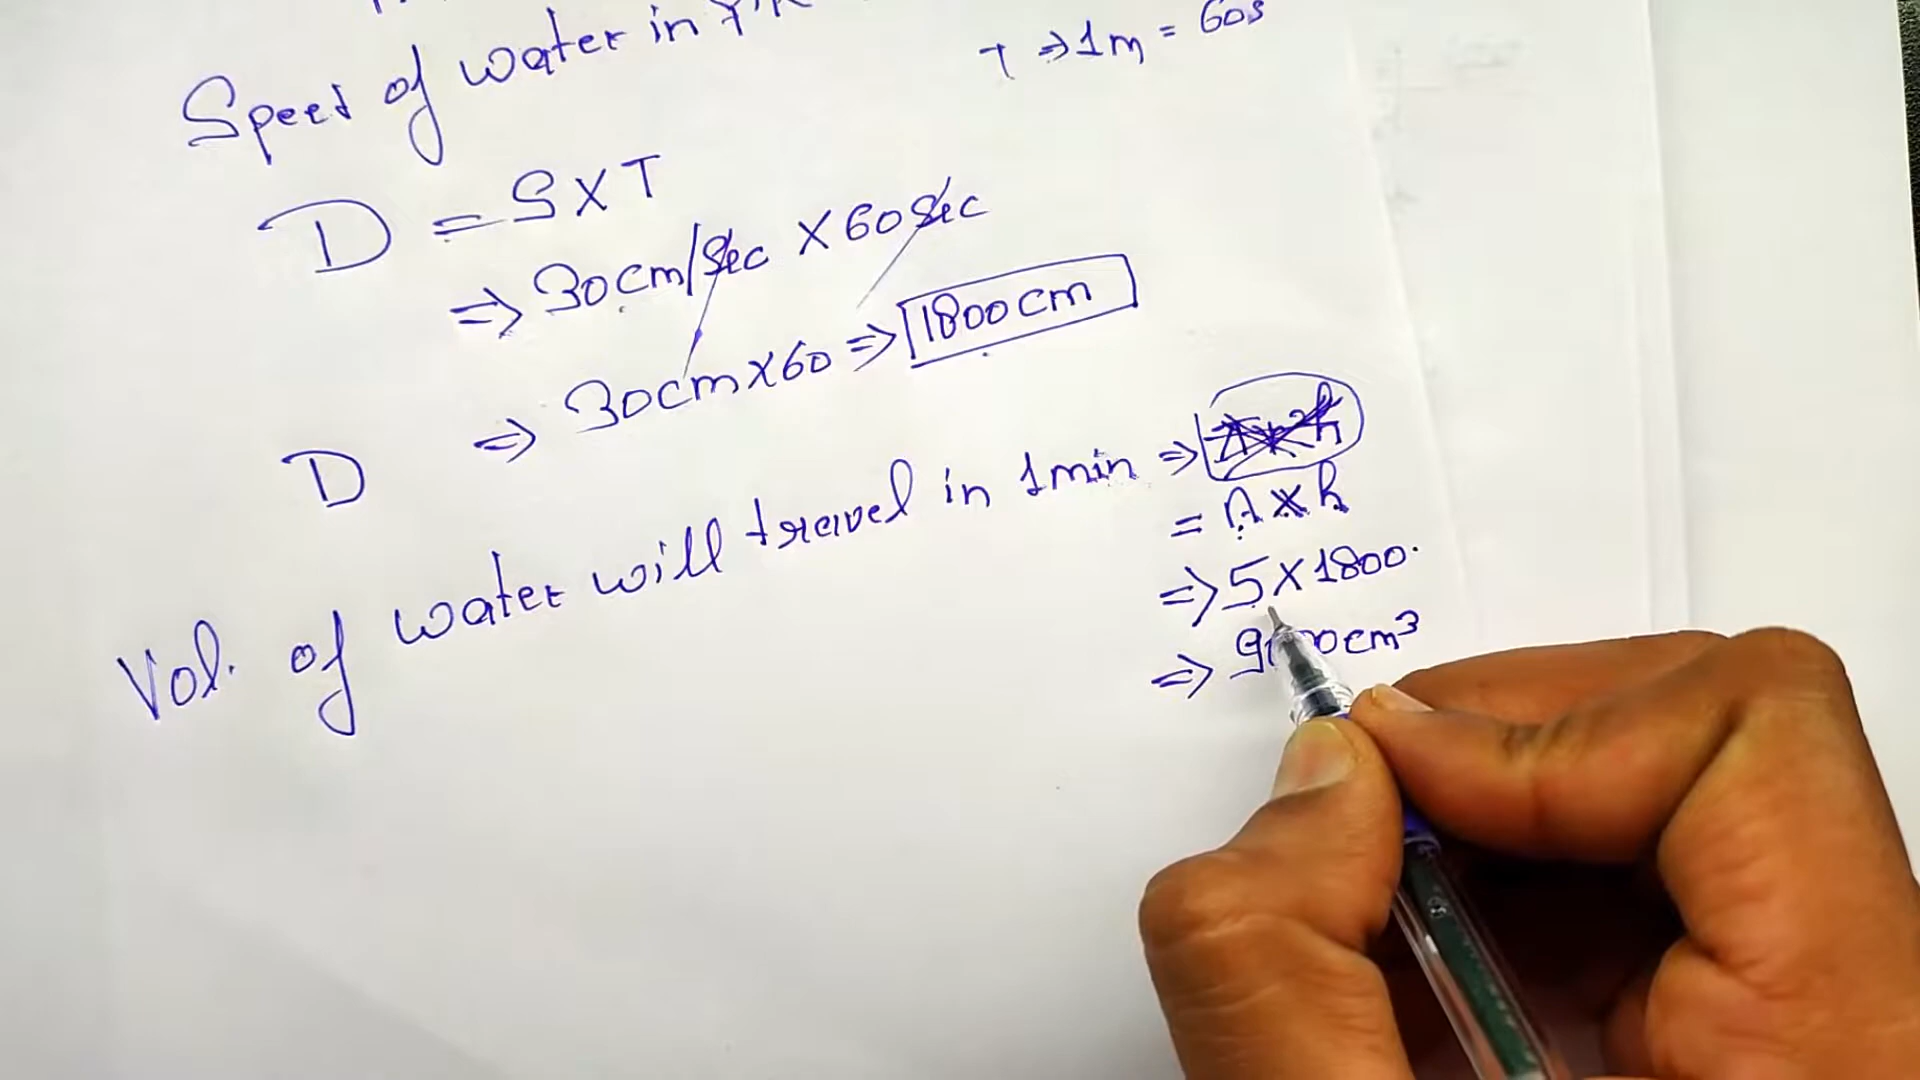 Speed of water in
T ⇒ 1m = 60s
D = S X T
⇒ 30cm/sec X 60 sec
D ⇒ 30cm X 60 ⇒ 1800cm
Vol. of water will travel in 1min ⇒
= A x h
⇒ 5 X 1800.
⇒ 9000cm³